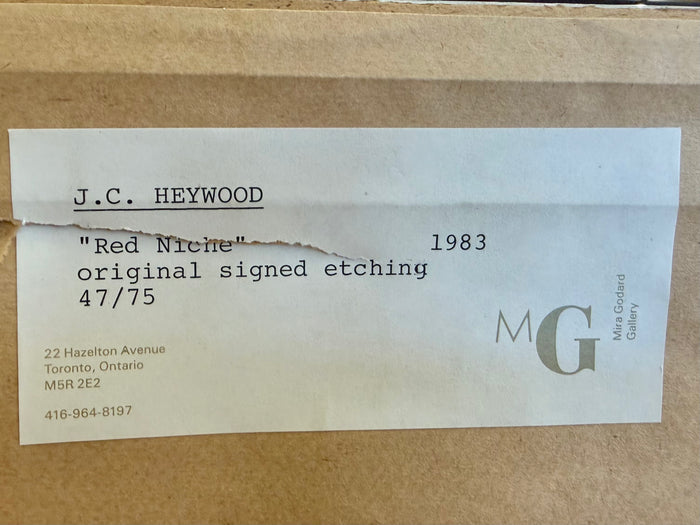 J.C. HEYWOOD
"Red Niche" 1983
original signed etching
47/75
22 Hazelton Avenue
Toronto, Ontario
M5R 2E2
416-964-8197
MG
Mira Godard
Gallery